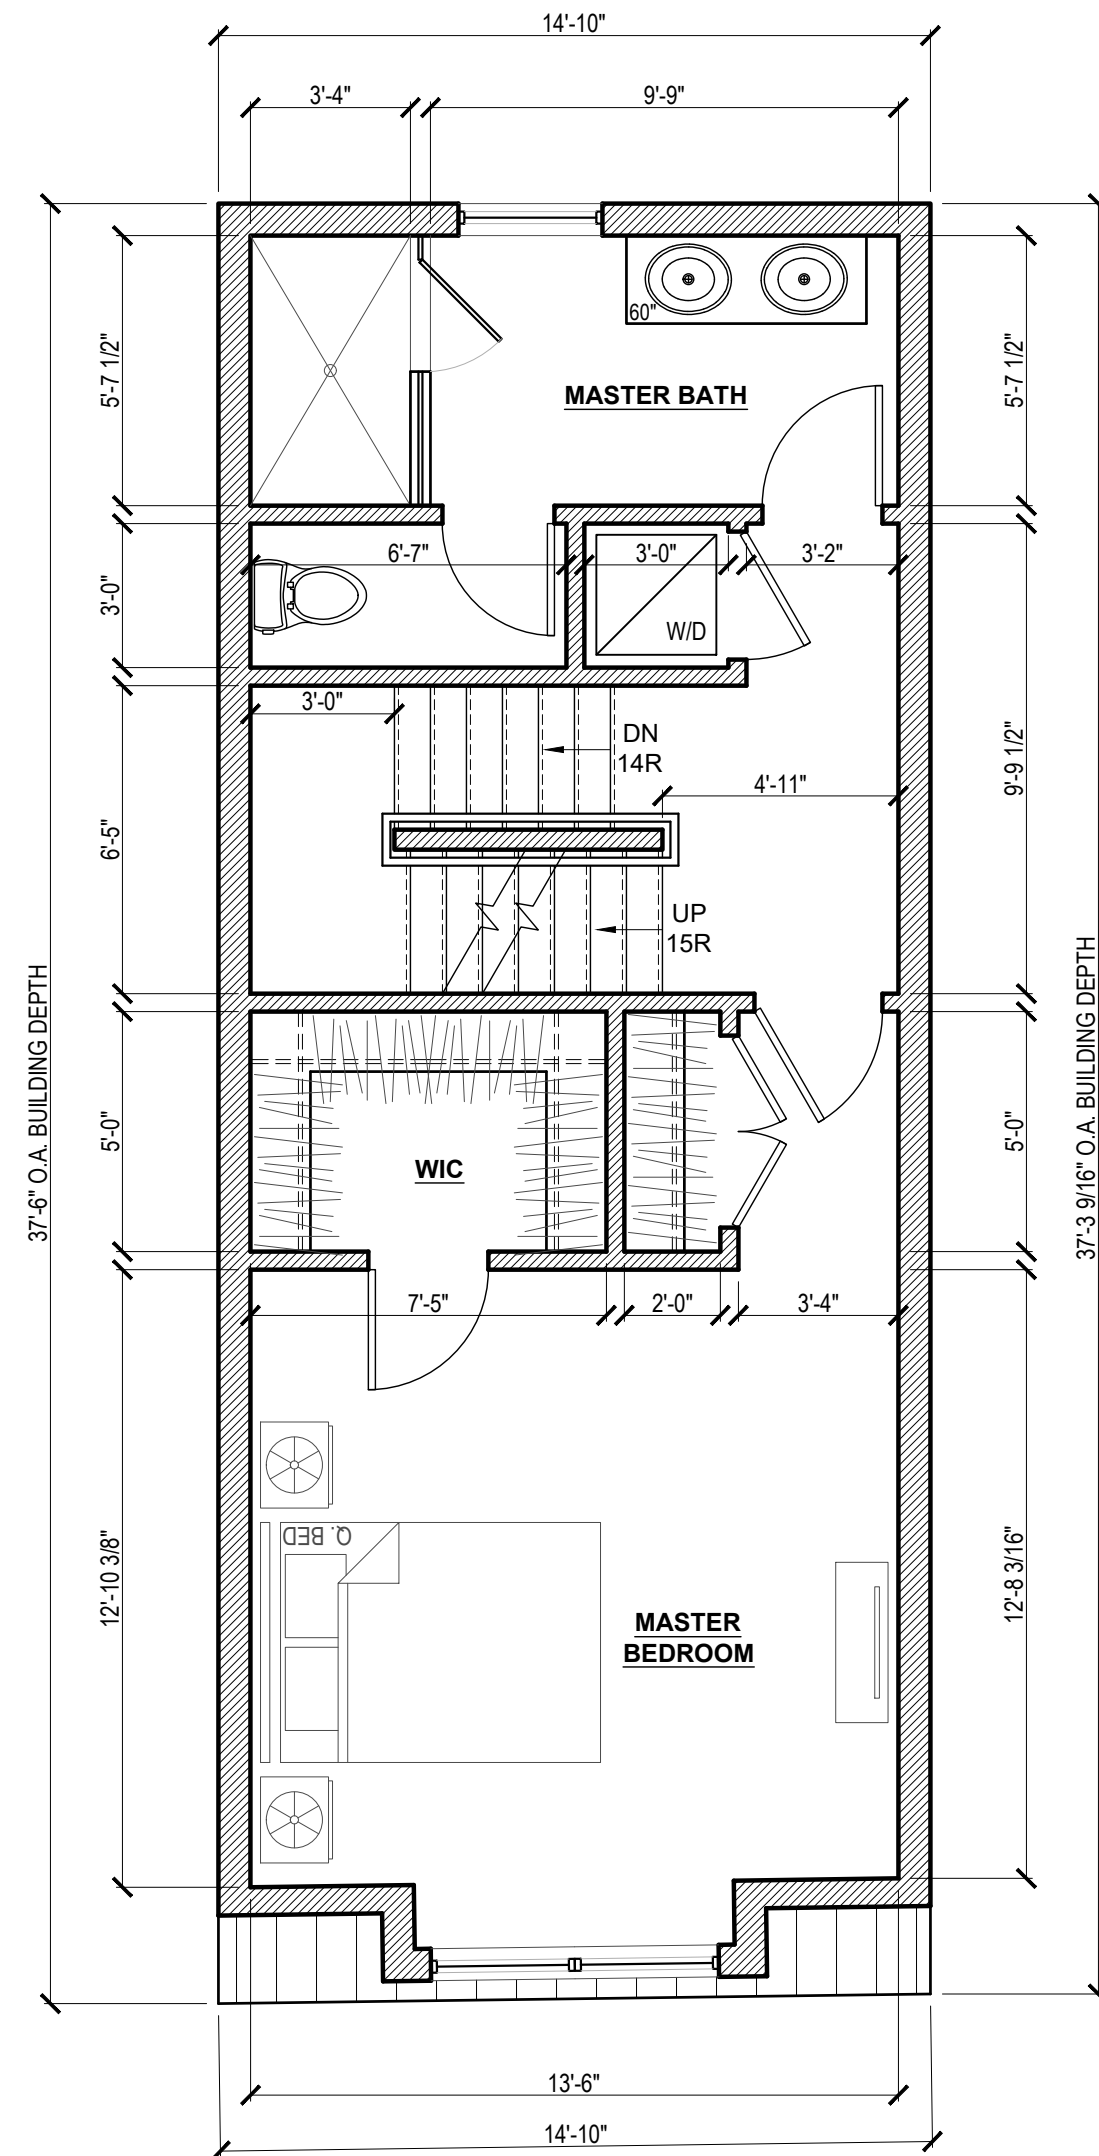 14'-10"
3'-4"
9'-9"
60"
5'-7 1/2"
5'-7 1/2"
MASTER BATH
6'-7"
3'-0"
3'-2"
3'-0"
W/D
3'-0"
DN
14R
4'-11"
9'-9 1/2"
6'-5"
UP
15R
37'-6" O.A. BUILDING DEPTH
37'-3 9/16" O.A. BUILDING DEPTH
5'-0"
5'-0"
WIC
7'-5"
2'-0"
3'-4"
Q. BED
12'-10 3/8"
12'-8 3/16"
MASTER
BEDROOM
13'-6"
14'-10"